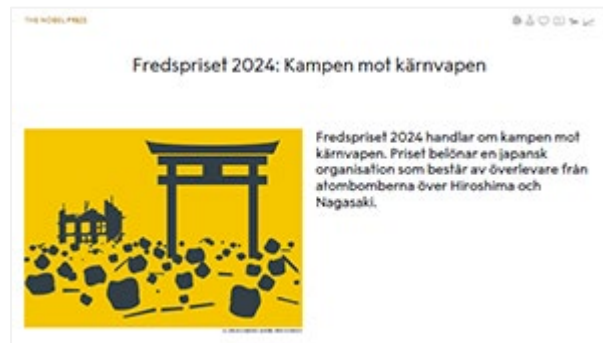 THE NOBEL PRIZE
Fredspriset 2024: Kampen mot kärnvapen
Fredspriset 2024 handlar om kampen mot
kärnvapen. Priset belönar en japansk
organisation som består av överlevare från
atombomberna över Hiroshima och
Nagasaki.